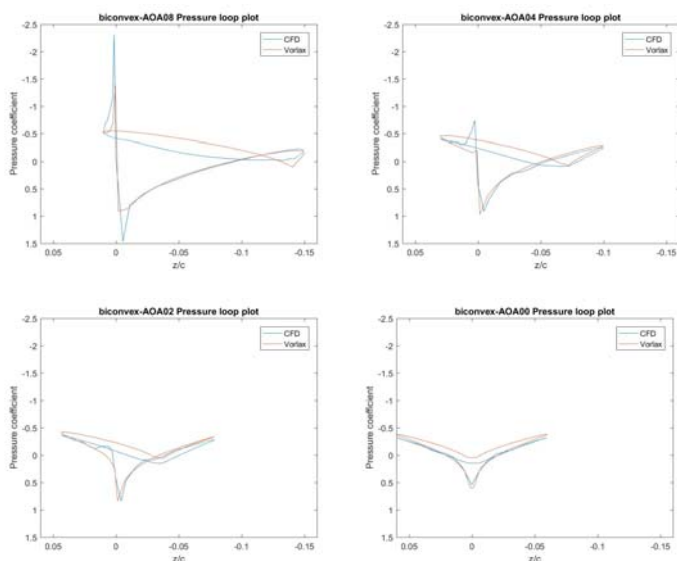 biconvex-AOA08 Pressure loop plot
-2.5
-2
-1.5
-1
-0.5
0
0.5
1
1.5
Pressure coefficient
CFD
Vorlax
0.05
0
-0.05
-0.1
-0.15
z/c
biconvex-AOA04 Pressure loop plot
-2.5
-2
-1.5
-1
-0.5
0
0.5
1
1.5
Pressure coefficient
CFD
Vorlax
0.05
0
-0.05
-0.1
-0.15
z/c
biconvex-AOA02 Pressure loop plot
-2.5
-2
-1.5
-1
-0.5
0
0.5
1
1.5
Pressure coefficient
CFD
Vorlax
0.05
0
-0.05
-0.1
-0.15
z/c
biconvex-AOA00 Pressure loop plot
-2.5
-2
-1.5
-1
-0.5
0
0.5
1
1.5
Pressure coefficient
CFD
Vorlax
0.05
0
-0.05
-0.1
-0.15
z/c